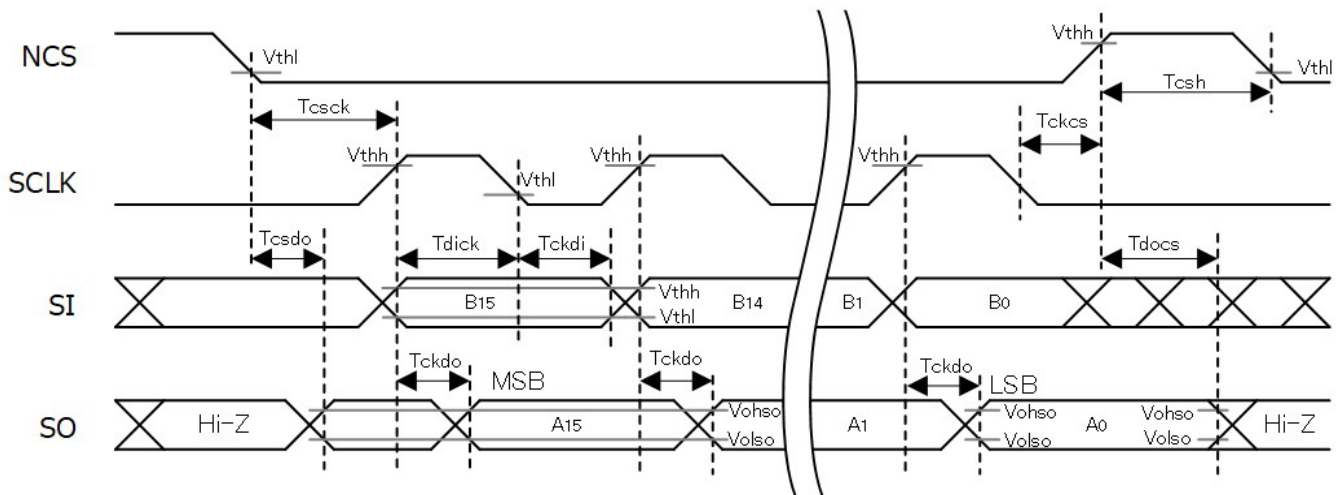 NCS
Vthl
Vthh
Vthl
Tcsck
Tcsh
Tckcs
SCLK
Vthh
Vthl
Vthh
Vthh
Tcsdo
Tdick
Tckdi
Tdocs
SI
B15
Vthh
Vthl
B14
B1
B0
Tckdo
MSB
Tckdo
Tckdo
LSB
SO
Hi-Z
A15
Vohso
Volso
A1
Vohso
Volso
A0
Vohso
Volso
Hi-Z